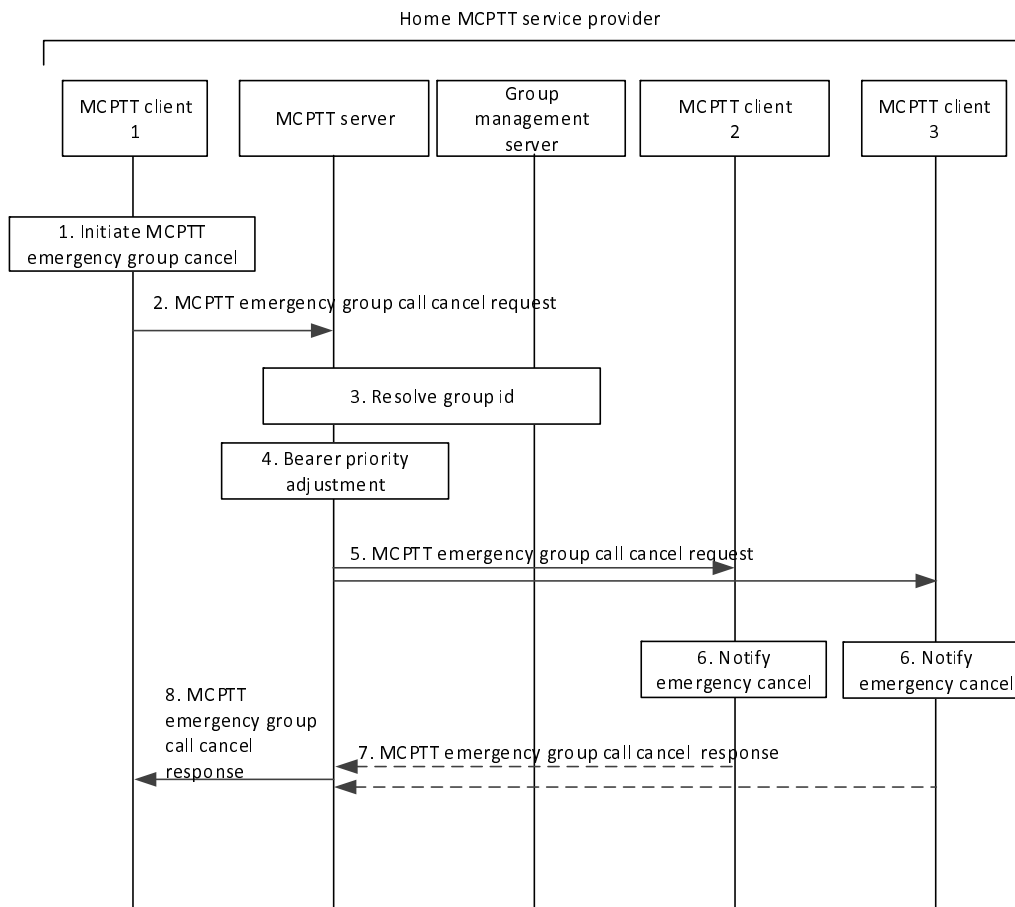 Home MCPTT service provider
MCPTT client
1
MCPTT server
Group
management
server
MCPTT client
2
MCPTT client
3
1. Initiate MCPTT
emergency group cancel
2. MCPTT emergency group call cancel request
3. Resolve group id
4. Bearer priority
adjustment
5. MCPTT emergency group call cancel request
6. Notify
emergency cancel
6. Notify
emergency cancel
8. MCPTT
emergency group
call cancel
response
7. MCPTT emergency group call cancel response